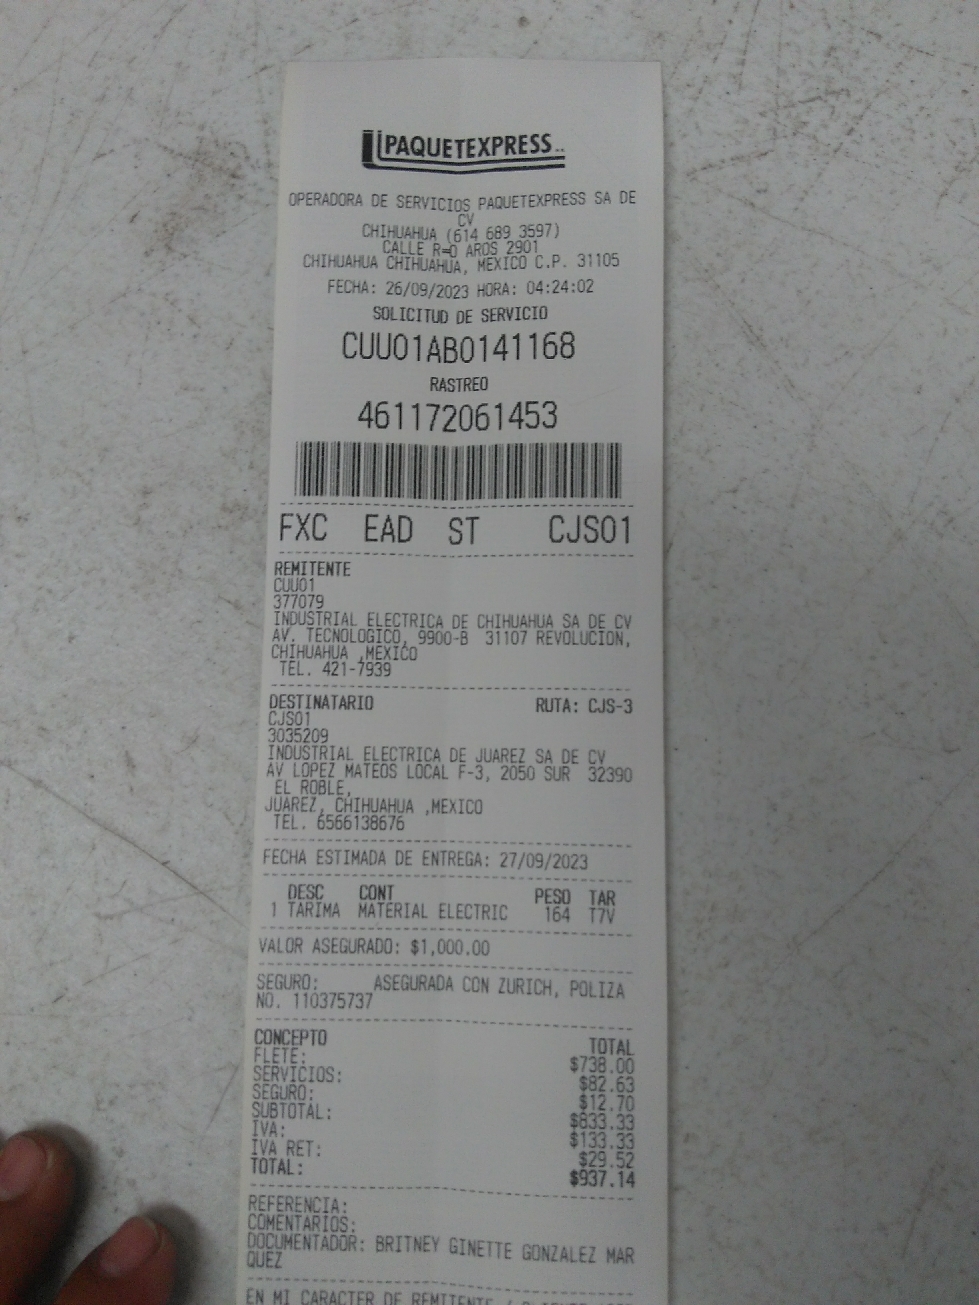 PAQUETEXPRESS
OPERADORA DE SERVICIOS PAQUETEXPRESS SA DE
CV
CHIHUAHUA (614 689 3597)
CALLE R=O AROS 2901
CHIHUAHUA CHIHUAHUA, MEXICO C.P. 31105
FECHA: 26/09/2023 HORA: 04:24:02
SOLICITUD DE SERVICIO
CUU01AB0141168
RASTREO
461172061453
FXC EAD ST CJS01
REMITENTE
CUU01
377079
INDUSTRIAL ELECTRICA DE CHIHUAHUA SA DE CV
AV. TECNOLOGICO, 9900-B 31107 REVOLUCION,
CHIHUAHUA ,MEXICO
TEL. 421-7939
DESTINATARIO RUTA: CJS-3
CJS01
3035209
INDUSTRIAL ELECTRICA DE JUAREZ SA DE CV
AV LOPEZ MATEOS LOCAL F-3, 2050 SUR 32390
EL ROBLE,
JUAREZ, CHIHUAHUA ,MEXICO
TEL. 6566138676
FECHA ESTIMADA DE ENTREGA: 27/09/2023
DESC CONT PESO TAR
1 TARIMA MATERIAL ELECTRIC 164 T7V
VALOR ASEGURADO: $1,000.00
SEGURO: ASEGURADA CON ZURICH, POLIZA
NO. 110375737
CONCEPTO TOTAL
FLETE: $738.00
SERVICIOS: $82.63
SEGURO: $12.70
SUBTOTAL: $833.33
IVA: $133.33
IVA RET: $29.52
TOTAL: $937.14
REFERENCIA:
COMENTARIOS:
DOCUMENTADOR: BRITNEY GINETTE GONZALEZ MAR
QUEZ
EN MI CARACTER DE REMITENTE